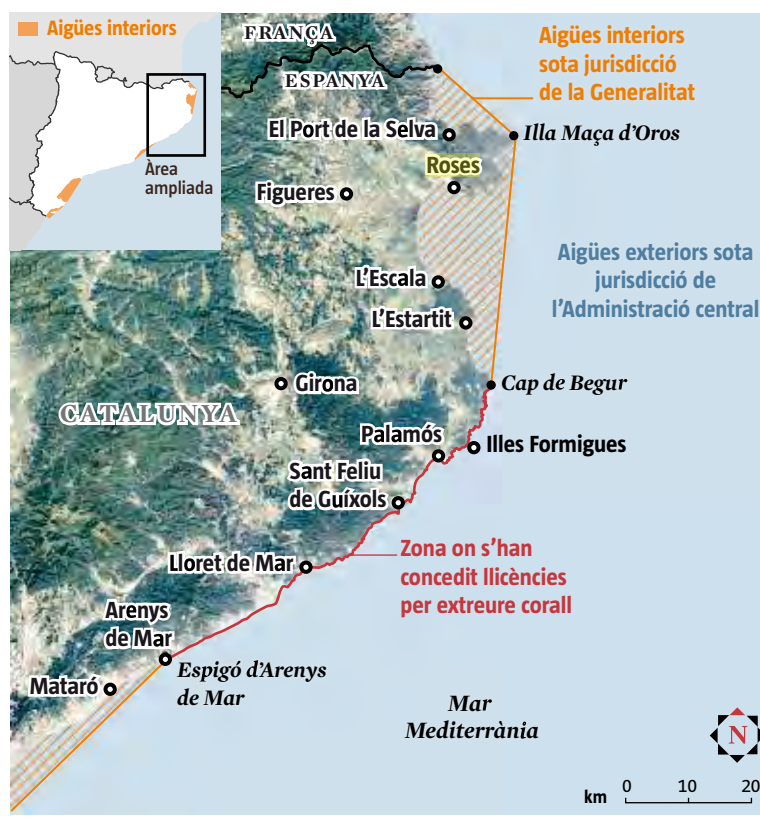 Aigües interiors
Àrea
ampliada
FRANÇA
ESPANYA
Aigües interiors
sota jurisdicció
de la Generalitat
El Port de la Selva
Illa Maça d'Oros
Roses
Figueres
Aigües exteriors sota
jurisdicció de
l'Administració central
L'Escala
L'Estartit
Girona
Cap de Begur
CATALUNYA
Palamós
Illes Formigues
Sant Feliu
de Guíxols
Lloret de Mar
Zona on s'han
concedit llicències
per extreure corall
Arenys
de Mar
Espigó d'Arenys
de Mar
Mataró
Mar
Mediterrània
N
km 0 10 20